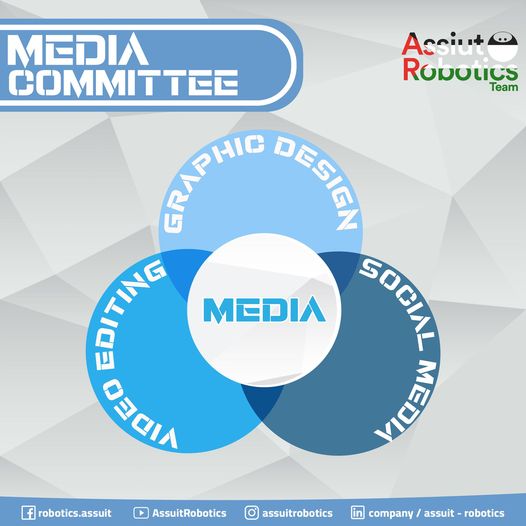 MEDIA
COMMITTEE
Assiut
Robotics
Team
GRAPHIC DESIGN
VIDEO EDITING
MEDIA
SOCIAL MEDIA
robotics.assuit
AssuitRobotics
assuitrobotics
company / assuit - robotics